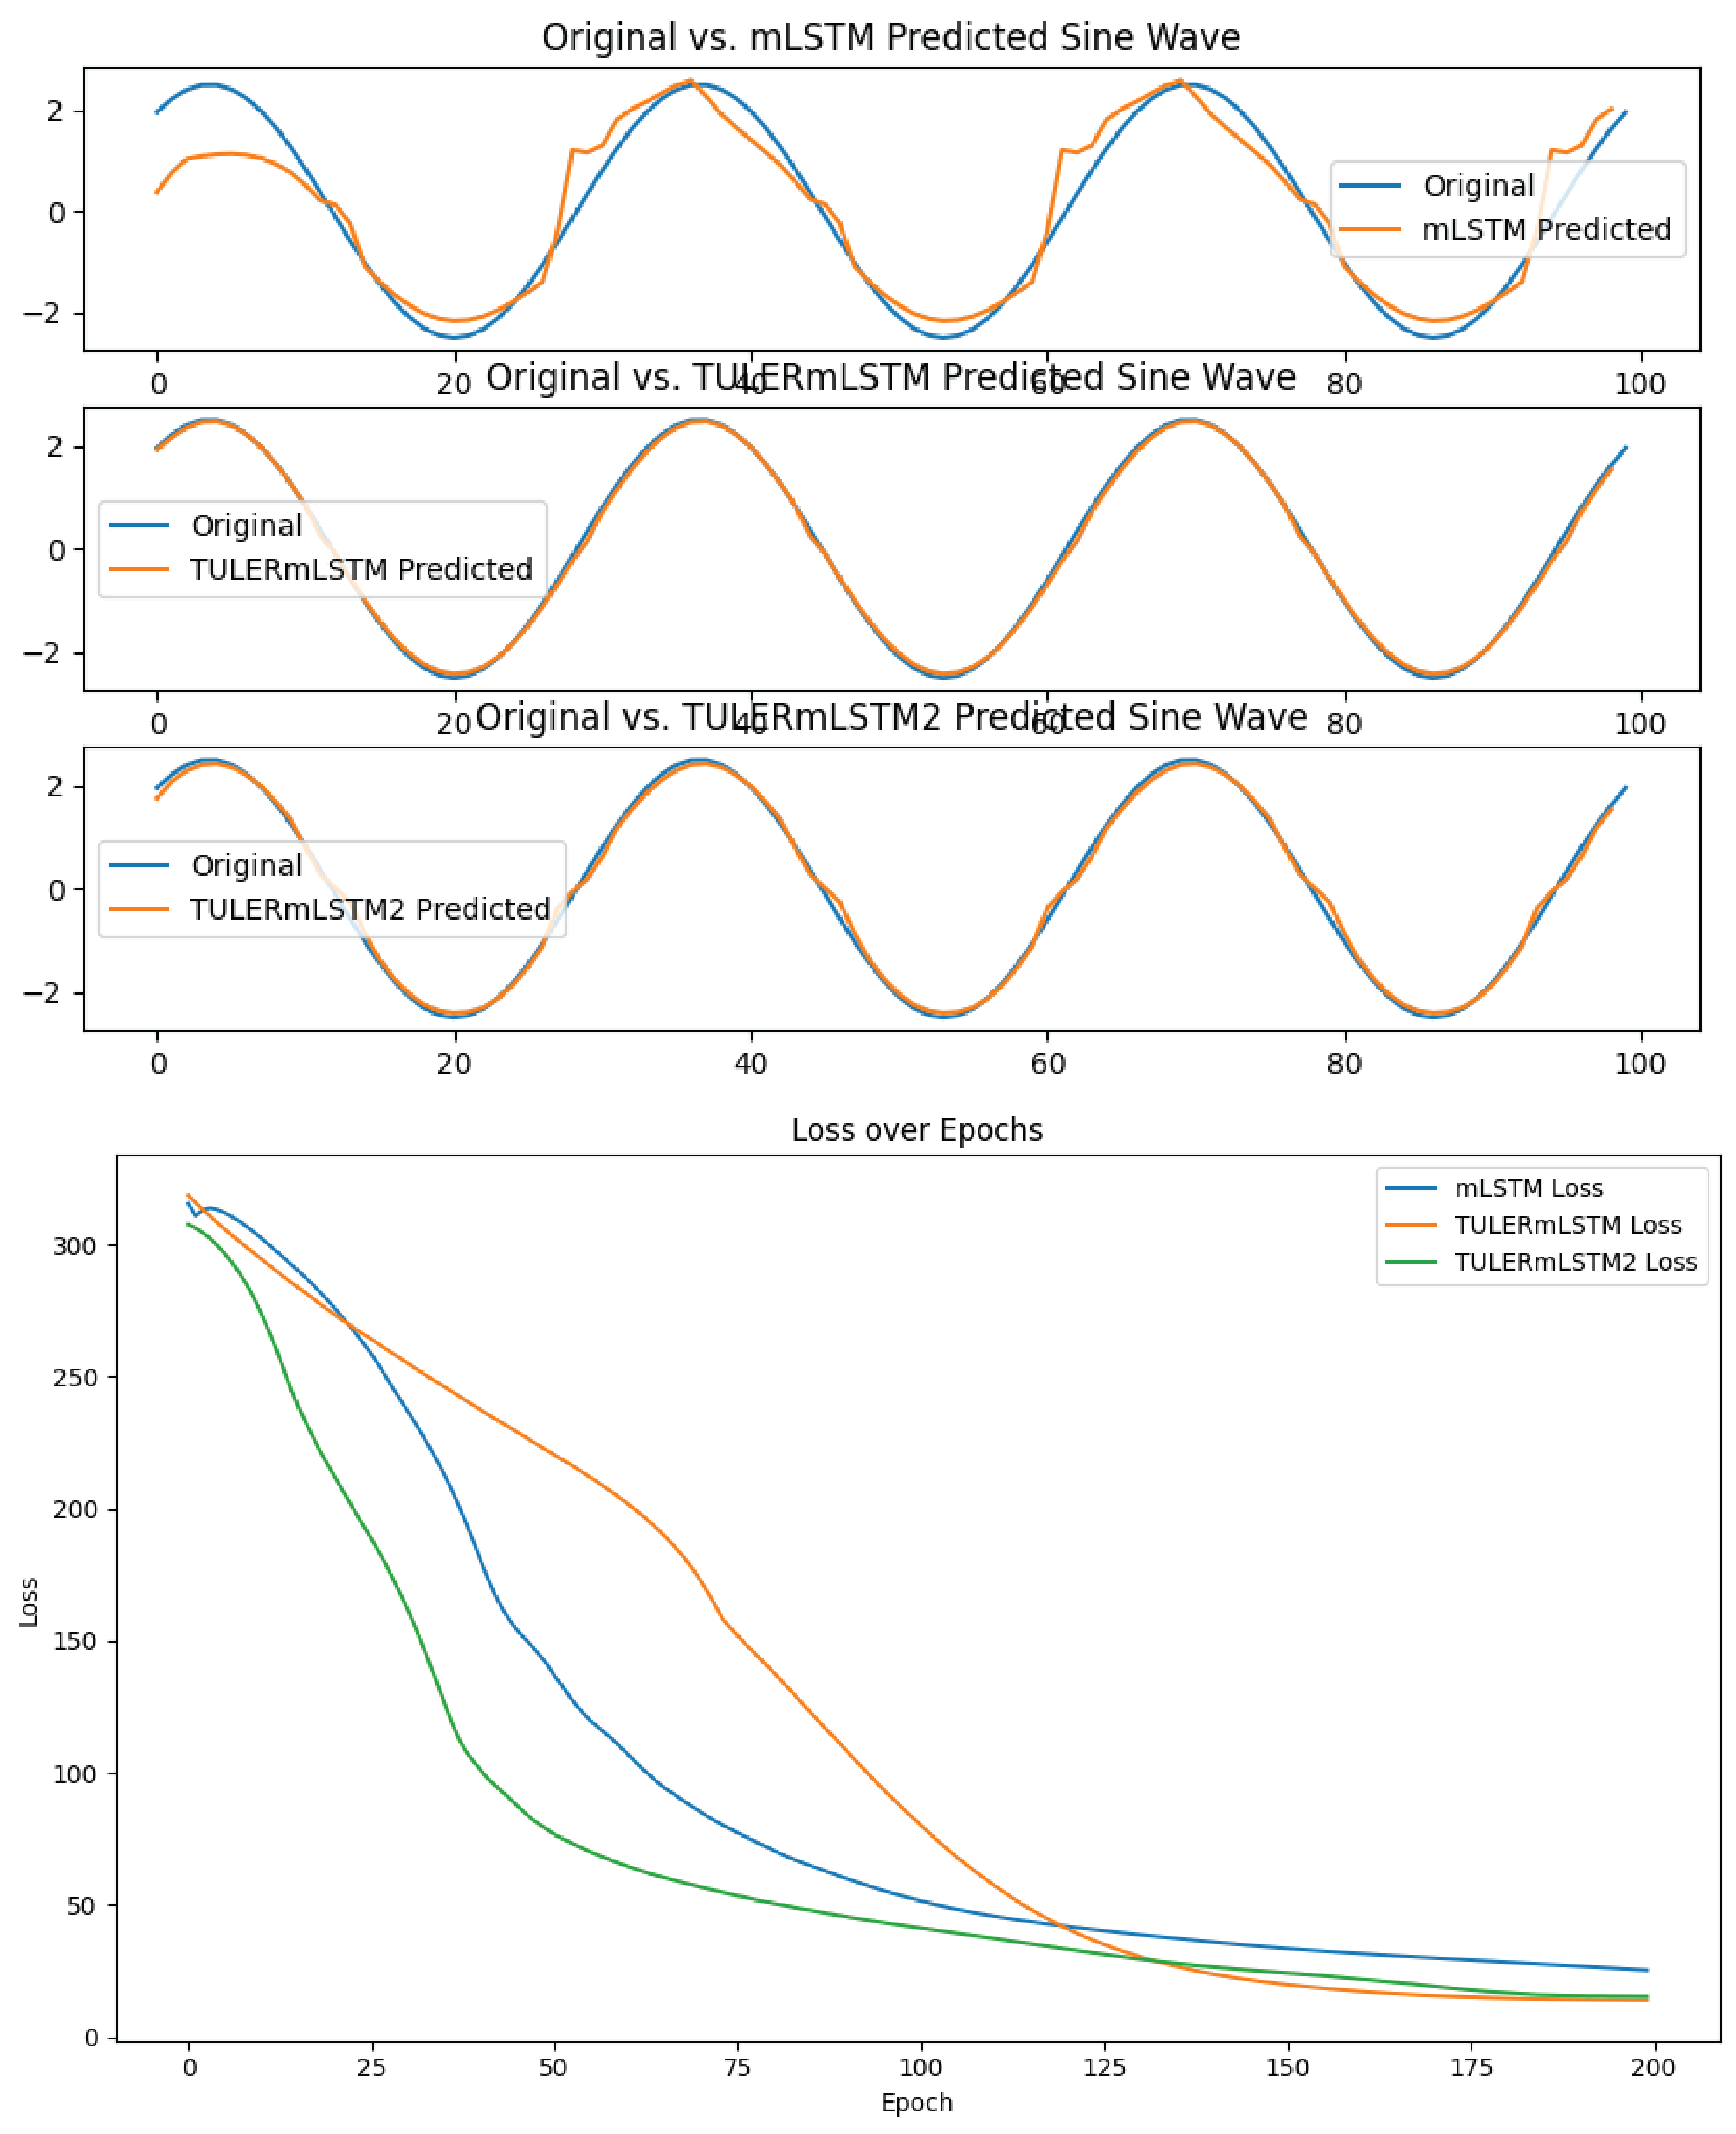 Original vs. mLSTM Predicted Sine Wave
2
0
−2
Original
mLSTM Predicted
0 20 40 60 80 100
Original vs. TULERmLSTM Predicted Sine Wave
2
0
−2
Original
TULERmLSTM Predicted
0 20 40 60 80 100
Original vs. TULERmLSTM2 Predicted Sine Wave
2
0
−2
Original
TULERmLSTM2 Predicted
0 20 40 60 80 100
Loss over Epochs
mLSTM Loss
TULERmLSTM Loss
TULERmLSTM2 Loss
300
250
200
150
100
50
0
Loss
0 25 50 75 100 125 150 175 200
Epoch